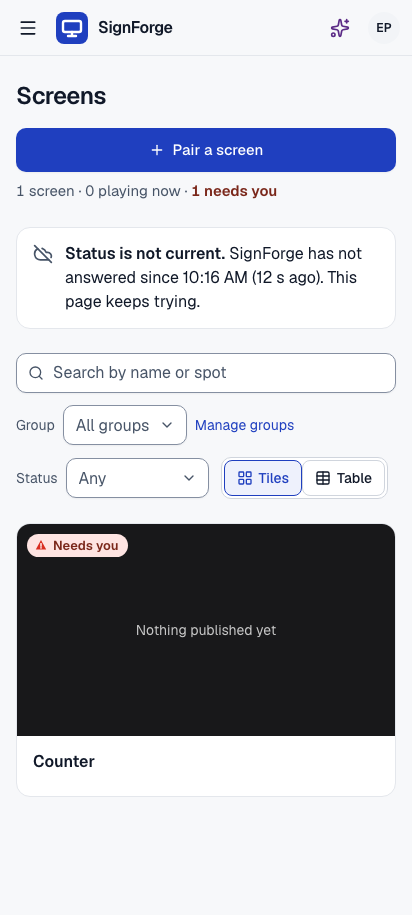 SignForge
EP
Screens
Pair a screen
1 screen · 0 playing now · 1 needs you
Status is not current. SignForge has not
answered since 10:16 AM (12 s ago). This
page keeps trying.
Search by name or spot
Group
All groups
Manage groups
Status
Any
Tiles
Table
Needs you
Nothing published yet
Counter